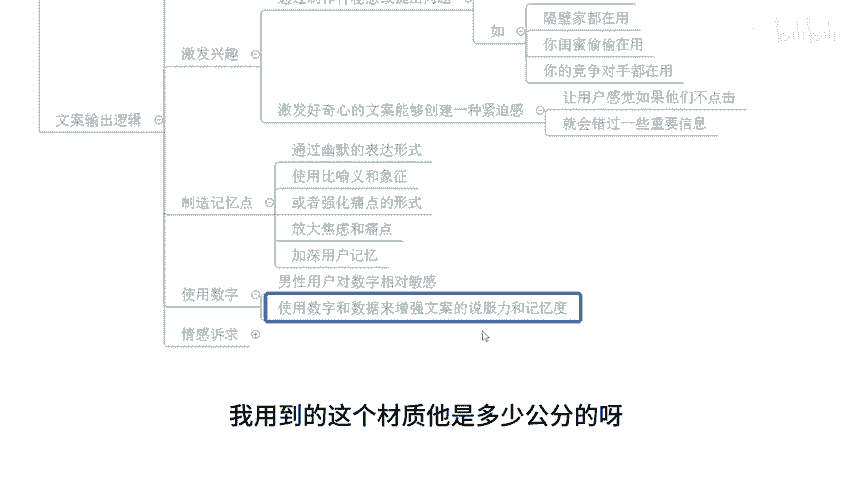 如
隔壁家都在用
激发兴趣
你闺蜜偷偷在用
你的竞争对手都在用
让用户感觉如果他们不点击
激发好奇心的文案能够创建一种紧迫感
文案输出逻辑
就会错过一些重要信息
通过幽默的表达形式
使用比喻义和象征
制造记忆点
或者强化痛点的形式
放大焦虑和痛点
加深用户记忆
男性用户对数字相对敏感
使用数字
使用数字和数据来增强文案的说服力和记忆度
情感诉求
我用到的这个材质他是多少公分的呀